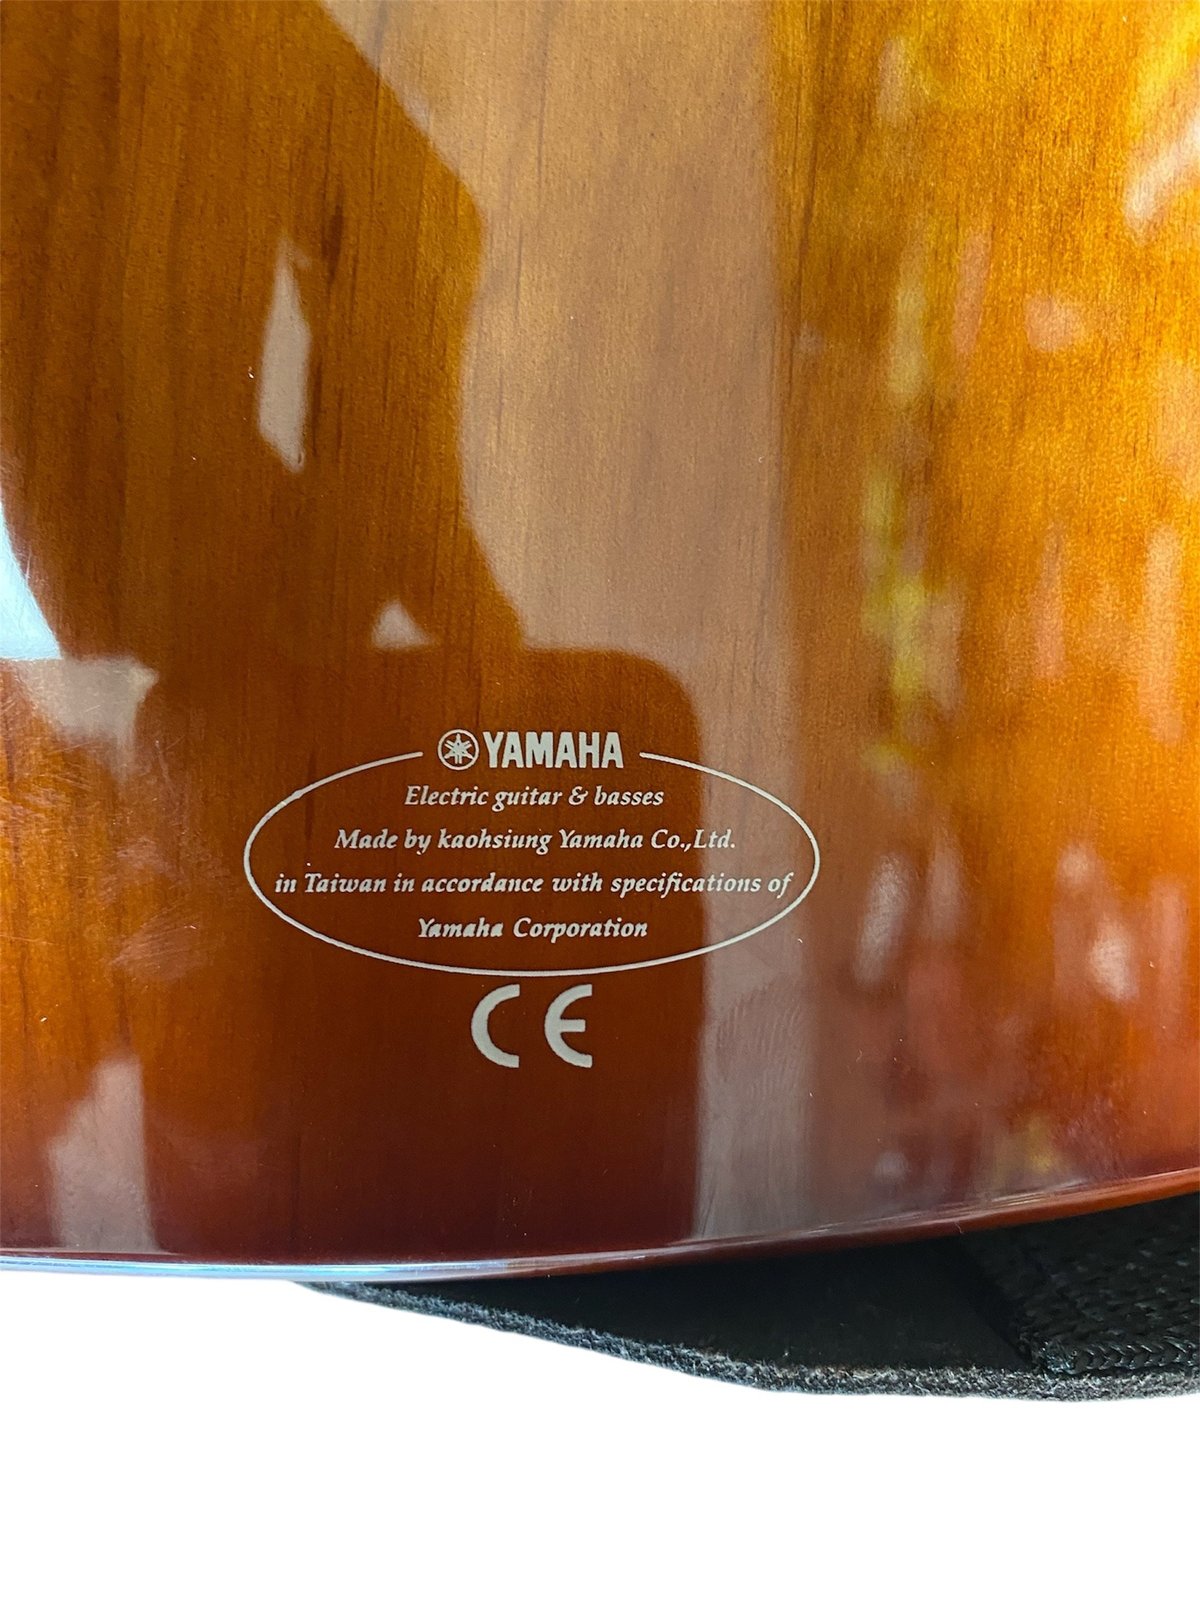 YAMAHA
Electric guitar & basses
Made by kaohsiung Yamaha Co.,Ltd.
in Taiwan in accordance with specifications of
Yamaha Corporation
CE